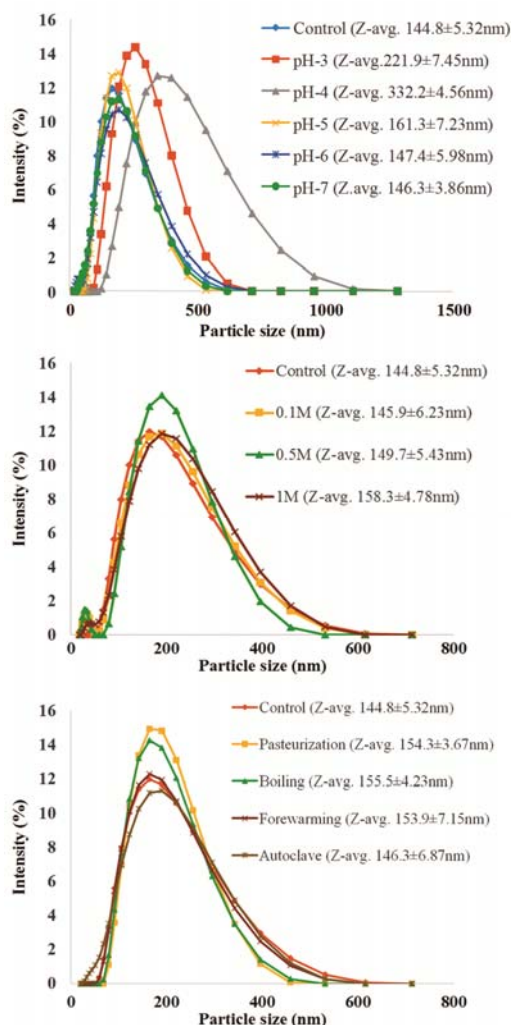 16
14
12
10
8
6
4
2
0
Intensity (%)
Control (Z-avg. 144.8±5.32nm)
pH-3 (Z-avg.221.9±7.45nm)
pH-4 (Z-avg. 332.2±4.56nm)
pH-5 (Z-avg. 161.3±7.23nm)
pH-6 (Z-avg. 147.4±5.98nm)
pH-7 (Z.avg. 146.3±3.86nm)
0 500 1000 1500
Particle size (nm)
16
14
12
10
8
6
4
2
0
Intensity (%)
Control (Z-avg. 144.8±5.32nm)
0.1M (Z-avg. 145.9±6.23nm)
0.5M (Z-avg. 149.7±5.43nm)
1M (Z-avg. 158.3±4.78nm)
0 200 400 600 800
Particle size (nm)
16
14
12
10
8
6
4
2
0
Intensity (%)
Control (Z-avg. 144.8±5.32nm)
Pasteurization (Z-avg. 154.3±3.67nm)
Boiling (Z-avg. 155.5±4.23nm)
Forewarming (Z-avg. 153.9±7.15nm)
Autoclave (Z-avg. 146.3±6.87nm)
0 200 400 600 800
Particle size (nm)